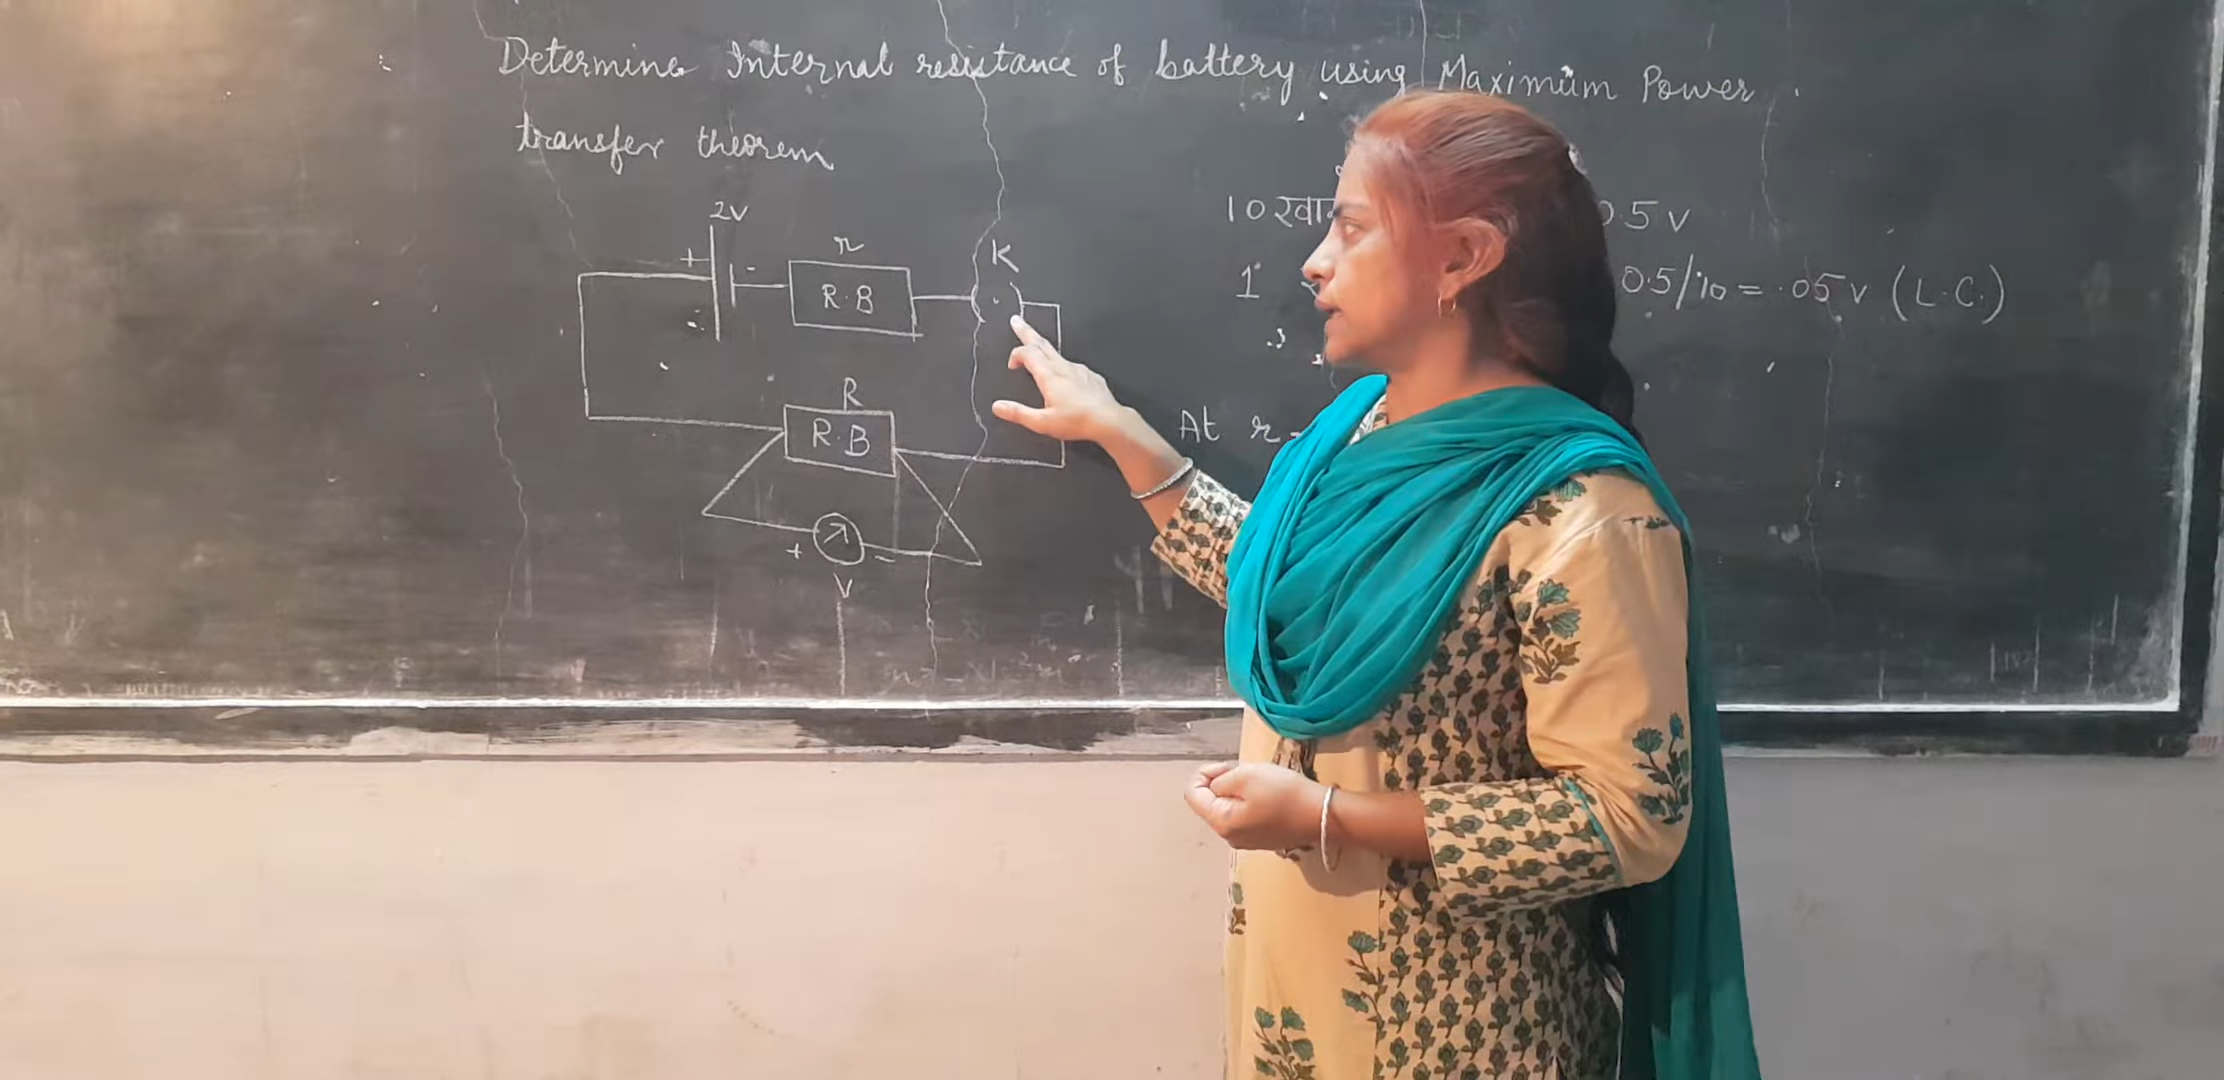 Determine Internal resistance of battery using Maximum Power
transfer theorem
2V
+ -
r
R.B
K
R
R.B
+ -
V
10 0.5 v
1 0.5/10 = .05 v (L.C.)
At r